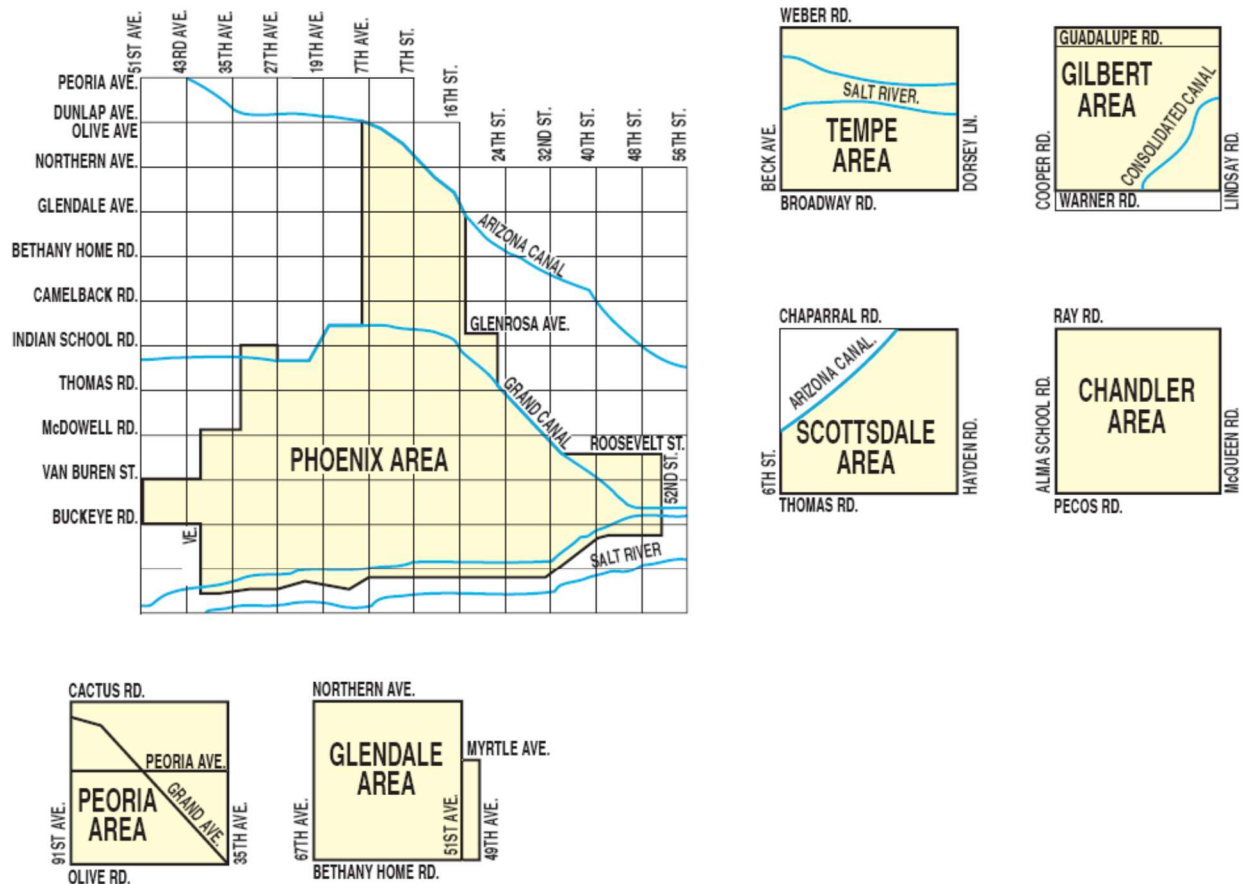 51ST AVE.
43RD AVE.
35TH AVE.
27TH AVE.
19TH AVE.
7TH AVE.
7TH ST.
16TH ST.
24TH ST.
32ND ST.
40TH ST.
48TH ST.
56TH ST.
PEORIA AVE.
DUNLAP AVE.
OLIVE AVE
NORTHERN AVE.
GLENDALE AVE.
BETHANY HOME RD.
CAMELBACK RD.
INDIAN SCHOOL RD.
THOMAS RD.
McDOWELL RD.
VAN BUREN ST.
BUCKEYE RD.
ARIZONA CANAL
GLENROSA AVE.
GRAND CANAL
ROOSEVELT ST.
PHOENIX AREA
52ND ST.
VE.
SALT RIVER
WEBER RD.
SALT RIVER.
TEMPE
AREA
BECK AVE.
DORSEY LN.
BROADWAY RD.
GUADALUPE RD.
GILBERT
AREA
CONSOLIDATED CANAL
COOPER RD.
LINDSAY RD.
WARNER RD.
CHAPARRAL RD.
ARIZONA CANAL.
SCOTTSDALE
AREA
6TH ST.
HAYDEN RD.
THOMAS RD.
RAY RD.
CHANDLER
AREA
ALMA SCHOOL RD.
McQUEEN RD.
PECOS RD.
CACTUS RD.
PEORIA AVE.
PEORIA
AREA
GRAND AVE.
91ST AVE.
35TH AVE.
OLIVE RD.
NORTHERN AVE.
GLENDALE
AREA
MYRTLE AVE.
67TH AVE.
51ST AVE.
49TH AVE.
BETHANY HOME RD.